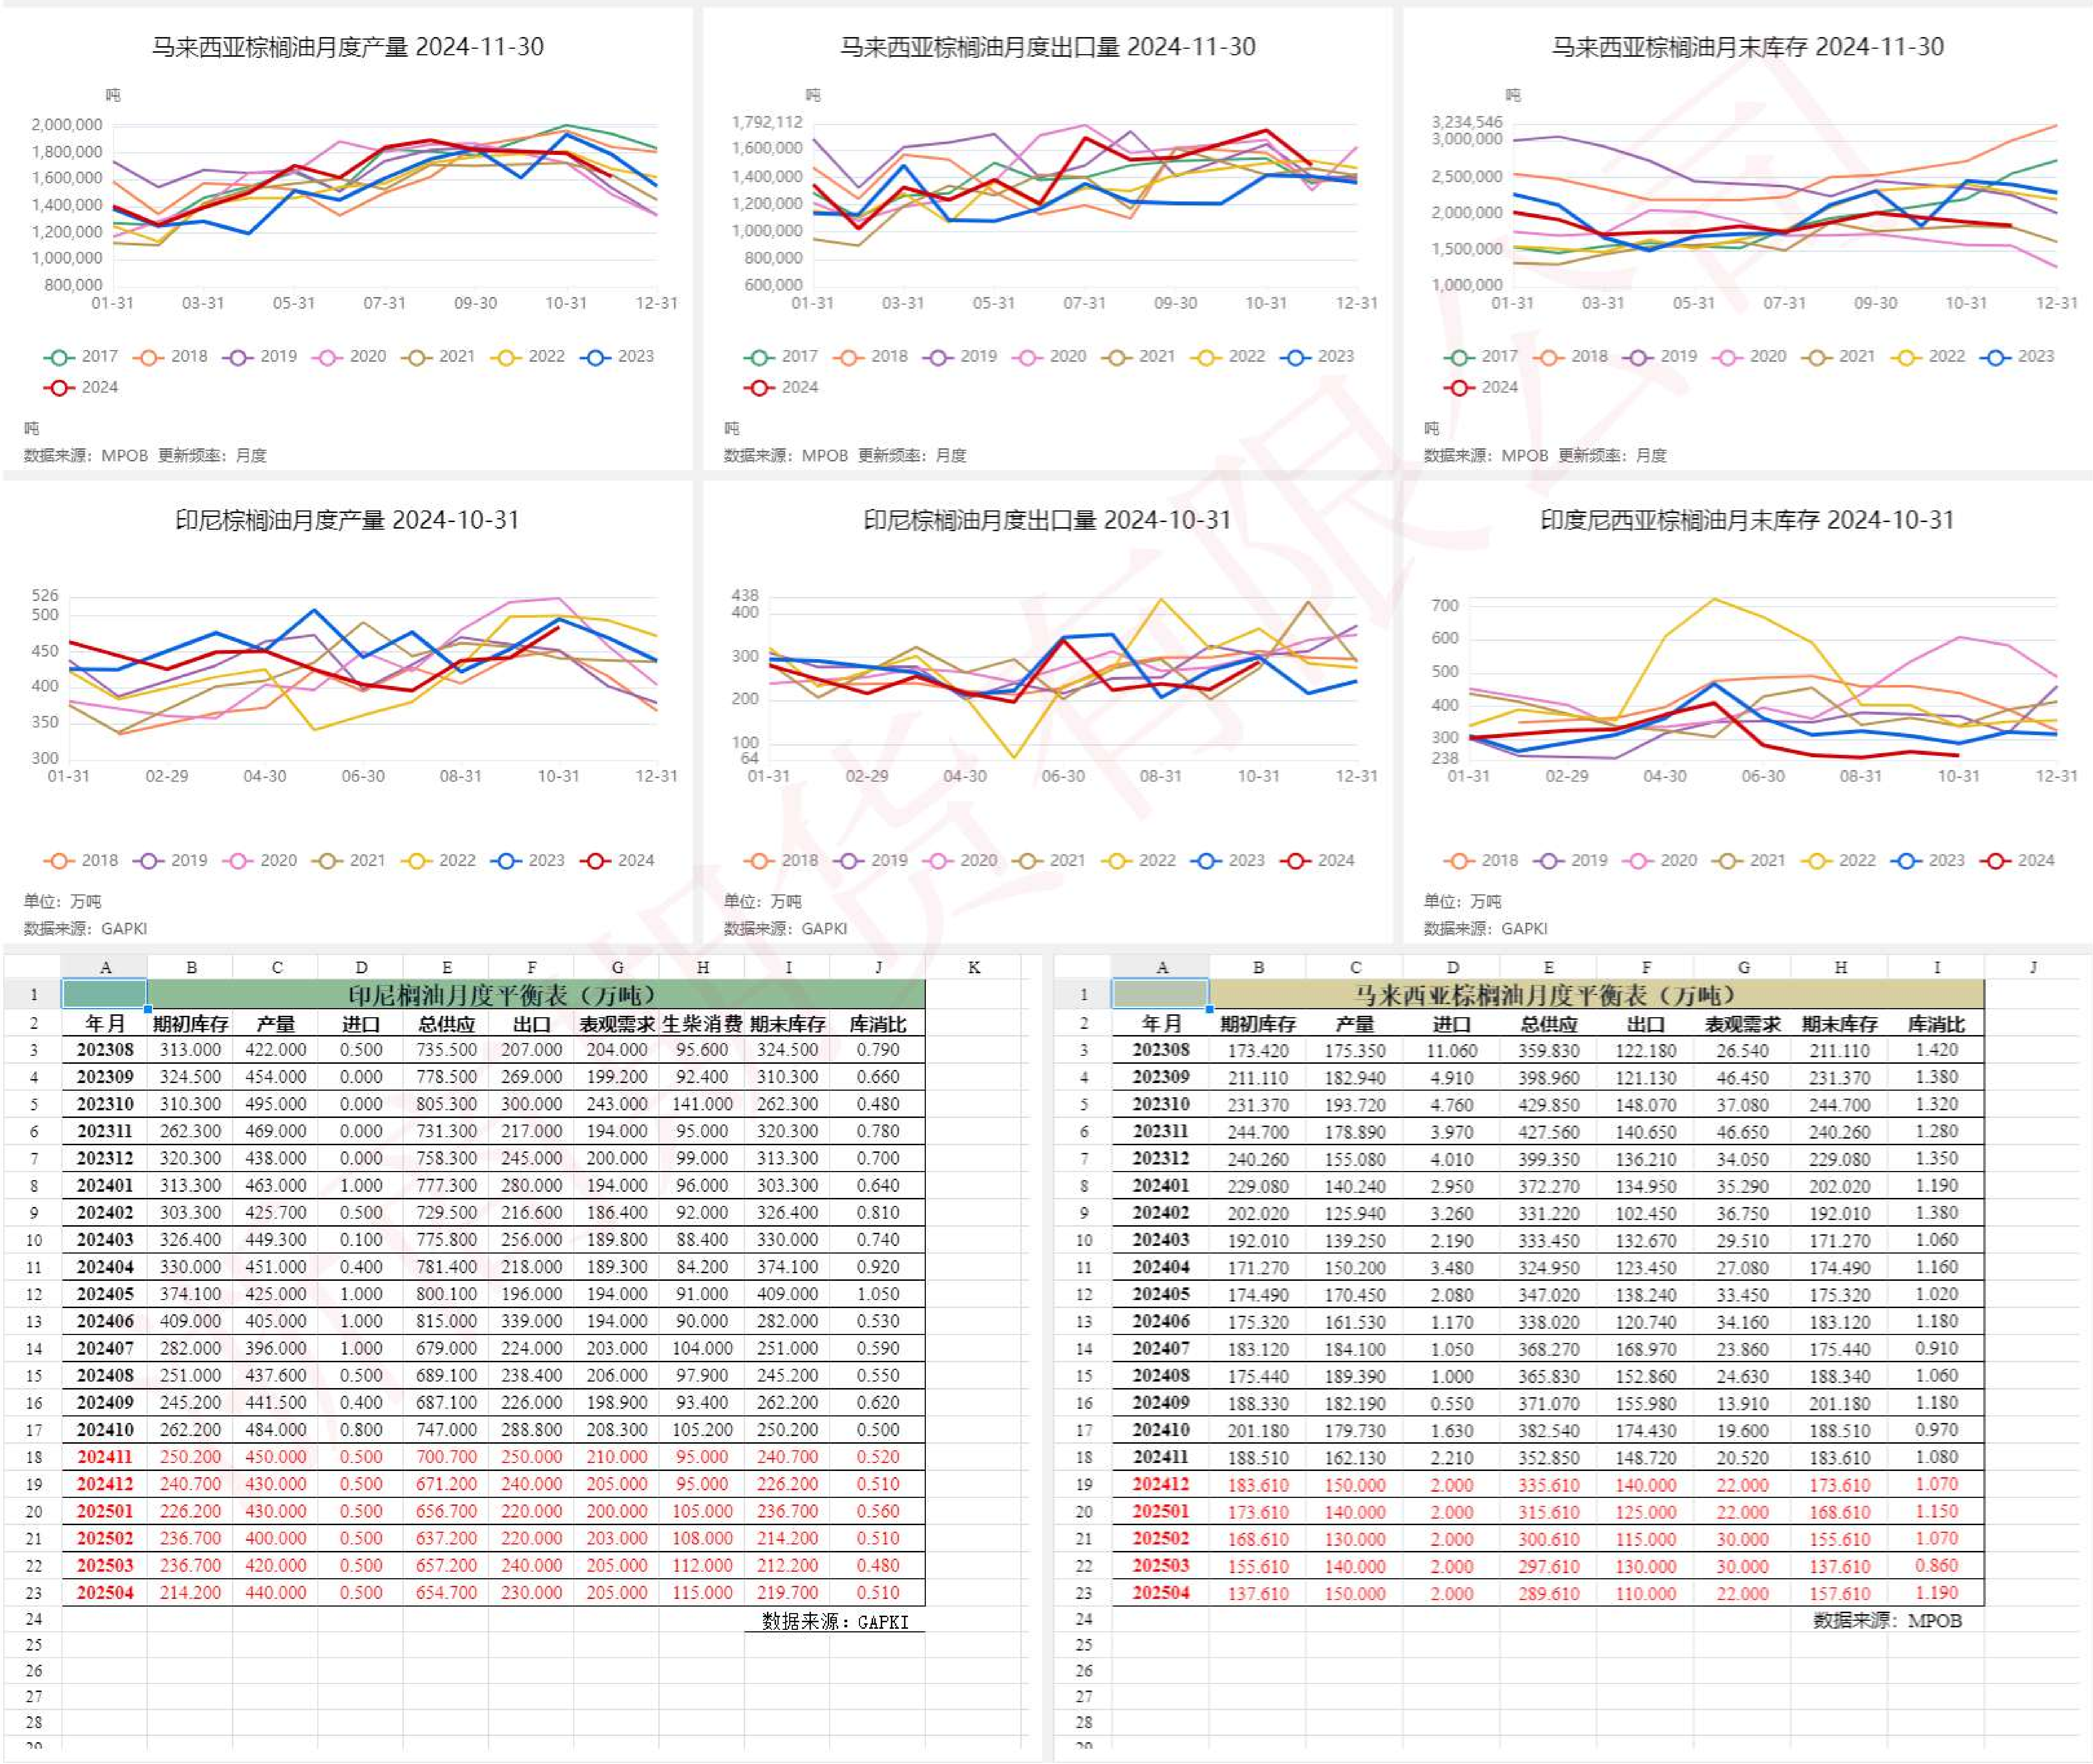 马来西亚棕榈油月度产量 2024-11-30
吨
2,000,000
1,800,000
1,600,000
1,400,000
1,200,000
1,000,000
800,000
01-31 03-31 05-31 07-31 09-30 10-31 12-31
2017 2018 2019 2020 2021 2022 2023
2024
吨
数据来源：MPOB 更新频率：月度
马来西亚棕榈油月度出口量 2024-11-30
吨
1,792,112
1,600,000
1,400,000
1,200,000
1,000,000
800,000
600,000
01-31 03-31 05-31 07-31 09-30 10-31 12-31
2017 2018 2019 2020 2021 2022 2023
2024
吨
数据来源：MPOB 更新频率：月度
马来西亚棕榈油月末库存 2024-11-30
吨
3,234,546
3,000,000
2,500,000
2,000,000
1,500,000
1,000,000
01-31 03-31 05-31 07-31 09-30 10-31 12-31
2017 2018 2019 2020 2021 2022 2023
2024
吨
数据来源：MPOB 更新频率：月度
印尼棕榈油月度产量 2024-10-31
526
500
450
400
350
300
01-31 02-29 04-30 06-30 08-31 10-31 12-31
2018 2019 2020 2021 2022 2023 2024
单位：万吨
数据来源：GAPKI
印尼棕榈油月度出口量 2024-10-31
438
400
300
200
100
64
01-31 02-29 04-30 06-30 08-31 10-31 12-31
2018 2019 2020 2021 2022 2023 2024
单位：万吨
数据来源：GAPKI
印度尼西亚棕榈油月末库存 2024-10-31
700
600
500
400
300
238
01-31 02-29 04-30 06-30 08-31 10-31 12-31
2018 2019 2020 2021 2022 2023 2024
单位：万吨
数据来源：GAPKI
A B C D E F G H I J K
1 印尼榈油月度平衡表（万吨）
2 年月 期初库存 产量 进口 总供应 出口 表观需求 生柴消费 期末库存 库消比
3 202308 313.000 422.000 0.500 735.500 207.000 204.000 95.600 324.500 0.790
4 202309 324.500 454.000 0.000 778.500 269.000 199.200 92.400 310.300 0.660
5 202310 310.300 495.000 0.000 805.300 300.000 243.000 141.000 262.300 0.480
6 202311 262.300 469.000 0.000 731.300 217.000 194.000 95.000 320.300 0.780
7 202312 320.300 438.000 0.000 758.300 245.000 200.000 99.000 313.300 0.700
8 202401 313.300 463.000 1.000 777.300 280.000 194.000 96.000 303.300 0.640
9 202402 303.300 425.700 0.500 729.500 216.600 186.400 92.000 326.400 0.810
10 202403 326.400 449.300 0.100 775.800 256.000 189.800 88.400 330.000 0.740
11 202404 330.000 451.000 0.400 781.400 218.000 189.300 84.200 374.100 0.920
12 202405 374.100 425.000 1.000 800.100 196.000 194.000 91.000 409.000 1.050
13 202406 409.000 405.000 1.000 815.000 339.000 194.000 90.000 282.000 0.530
14 202407 282.000 396.000 1.000 679.000 224.000 203.000 104.000 251.000 0.590
15 202408 251.000 437.600 0.500 689.100 238.400 206.000 97.900 245.200 0.550
16 202409 245.200 441.500 0.400 687.100 226.000 198.900 93.400 262.200 0.620
17 202410 262.200 484.000 0.800 747.000 288.800 208.300 105.200 250.200 0.500
18 202411 250.200 450.000 0.500 700.700 250.000 210.000 95.000 240.700 0.520
19 202412 240.700 430.000 0.500 671.200 240.000 205.000 95.000 226.200 0.510
20 202501 226.200 430.000 0.500 656.700 220.000 200.000 105.000 236.700 0.560
21 202502 236.700 400.000 0.500 637.200 220.000 203.000 108.000 214.200 0.510
22 202503 236.700 420.000 0.500 657.200 240.000 205.000 112.000 212.200 0.480
23 202504 214.200 440.000 0.500 654.700 230.000 205.000 115.000 219.700 0.510
24 数据来源：GAPKI
25
26
27
28
A B C D E F G H I J
1 马来西亚棕榈油月度平衡表（万吨）
2 年月 期初库存 产量 进口 总供应 出口 表观需求 期末库存 库消比
3 202308 173.420 175.350 11.060 359.830 122.180 26.540 211.110 1.420
4 202309 211.110 182.940 4.910 398.960 121.130 46.450 231.370 1.380
5 202310 231.370 193.720 4.760 429.850 148.070 37.080 244.700 1.320
6 202311 244.700 178.890 3.970 427.560 140.650 46.650 240.260 1.280
7 202312 240.260 155.080 4.010 399.350 136.210 34.050 229.080 1.350
8 202401 229.080 140.240 2.950 372.270 134.950 35.290 202.020 1.190
9 202402 202.020 125.940 3.260 331.220 102.450 36.750 192.010 1.380
10 202403 192.010 139.250 2.190 333.450 132.670 29.510 171.270 1.060
11 202404 171.270 150.200 3.480 324.950 123.450 27.080 174.490 1.160
12 202405 174.490 170.450 2.080 347.020 138.240 33.450 175.320 1.020
13 202406 175.320 161.530 1.170 338.020 120.740 34.160 183.120 1.180
14 202407 183.120 184.100 1.050 368.270 168.970 23.860 175.440 0.910
15 202408 175.440 189.390 1.000 365.830 152.860 24.630 188.340 1.060
16 202409 188.330 182.190 0.550 371.070 155.980 13.910 201.180 1.180
17 202410 201.180 179.730 1.630 382.540 174.430 19.600 188.510 0.970
18 202411 188.510 162.130 2.210 352.850 148.720 20.520 183.610 1.080
19 202412 183.610 150.000 2.000 335.610 140.000 22.000 173.610 1.070
20 202501 173.610 140.000 2.000 315.610 125.000 22.000 168.610 1.150
21 202502 168.610 130.000 2.000 300.610 115.000 30.000 155.610 1.070
22 202503 155.610 140.000 2.000 297.610 130.000 30.000 137.610 0.860
23 202504 137.610 150.000 2.000 289.610 110.000 22.000 157.610 1.190
24 数据来源：MPOB
25
26
27
28
期货有限公司